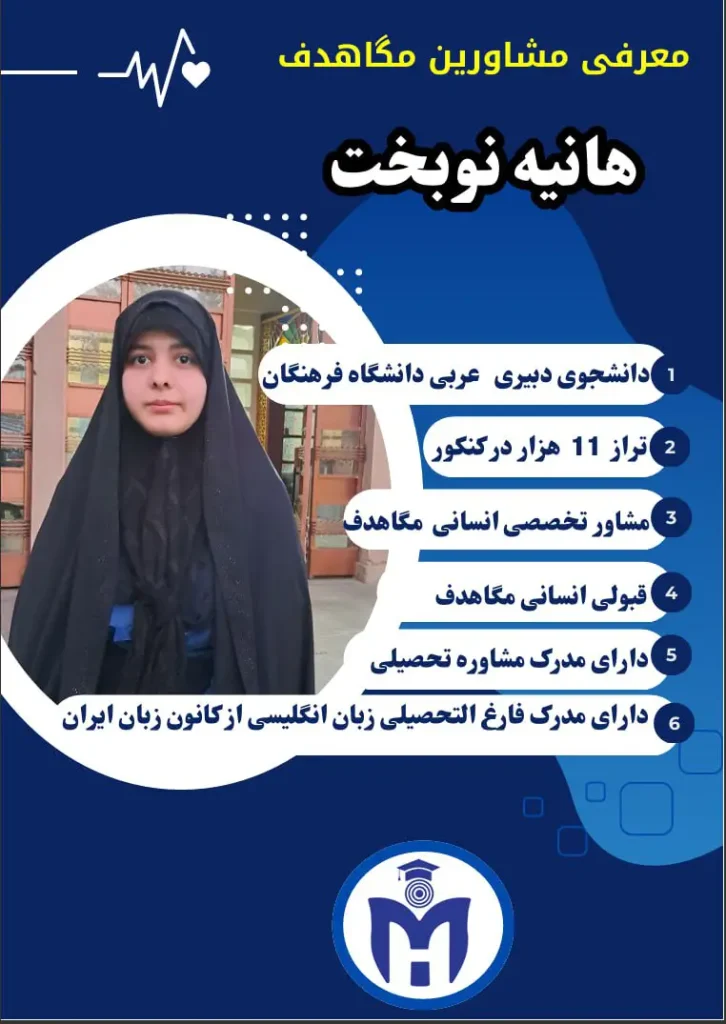 معرفی مشاورین مگاهدف
هانیه نوبخت
1 دانشجوی دبیری عربی دانشگاه فرهنگان
2 تراز 11 هزار درکنکور
3 مشاور تخصصی انسانی مگاهدف
4 قبولی انسانی مگاهدف
5 دارای مدرک مشاوره تحصیلی
6 دارای مدرک فارغ التحصیلی زبان انگلیسی ازکانون زبان ایران